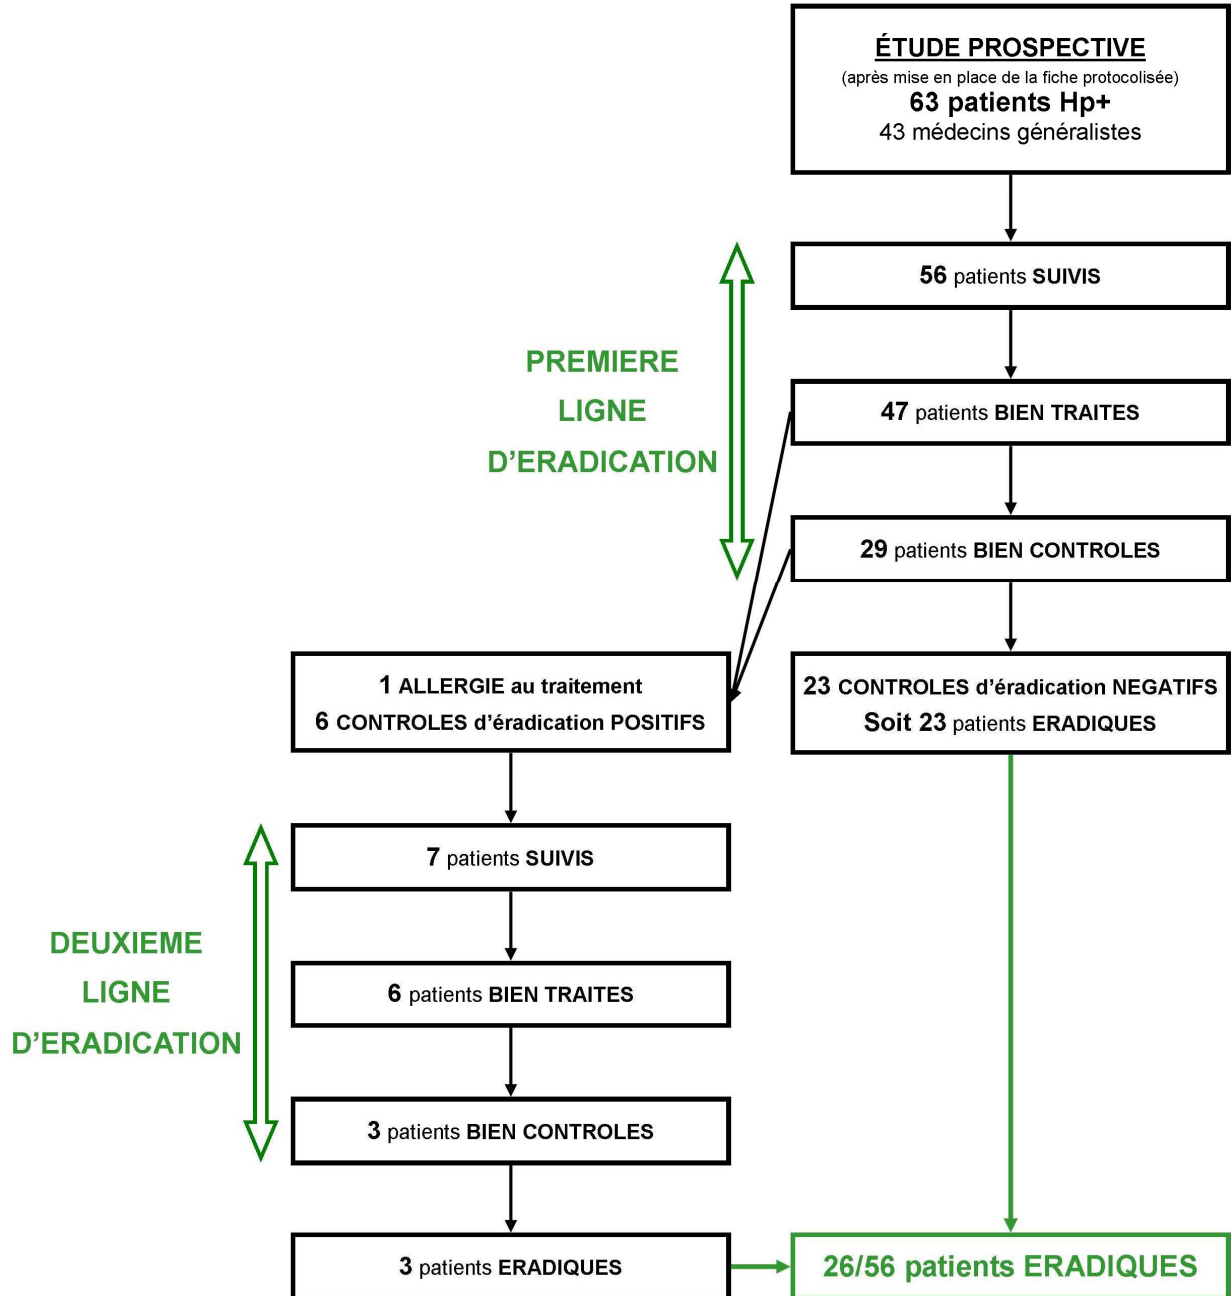 ÉTUDE PROSPECTIVE
(après mise en place de la fiche protocolisée)
63 patients Hp+
43 médecins généralistes
56 patients SUIVIS
PREMIERE
LIGNE
D'ERADICATION
47 patients BIEN TRAITES
29 patients BIEN CONTROLES
1 ALLERGIE au traitement
6 CONTROLES d'éradication POSITIFS
23 CONTROLES d'éradication NEGATIFS
Soit 23 patients ERADIQUES
7 patients SUIVIS
DEUXIEME
LIGNE
D'ERADICATION
6 patients BIEN TRAITES
3 patients BIEN CONTROLES
3 patients ERADIQUES
26/56 patients ERADIQUES